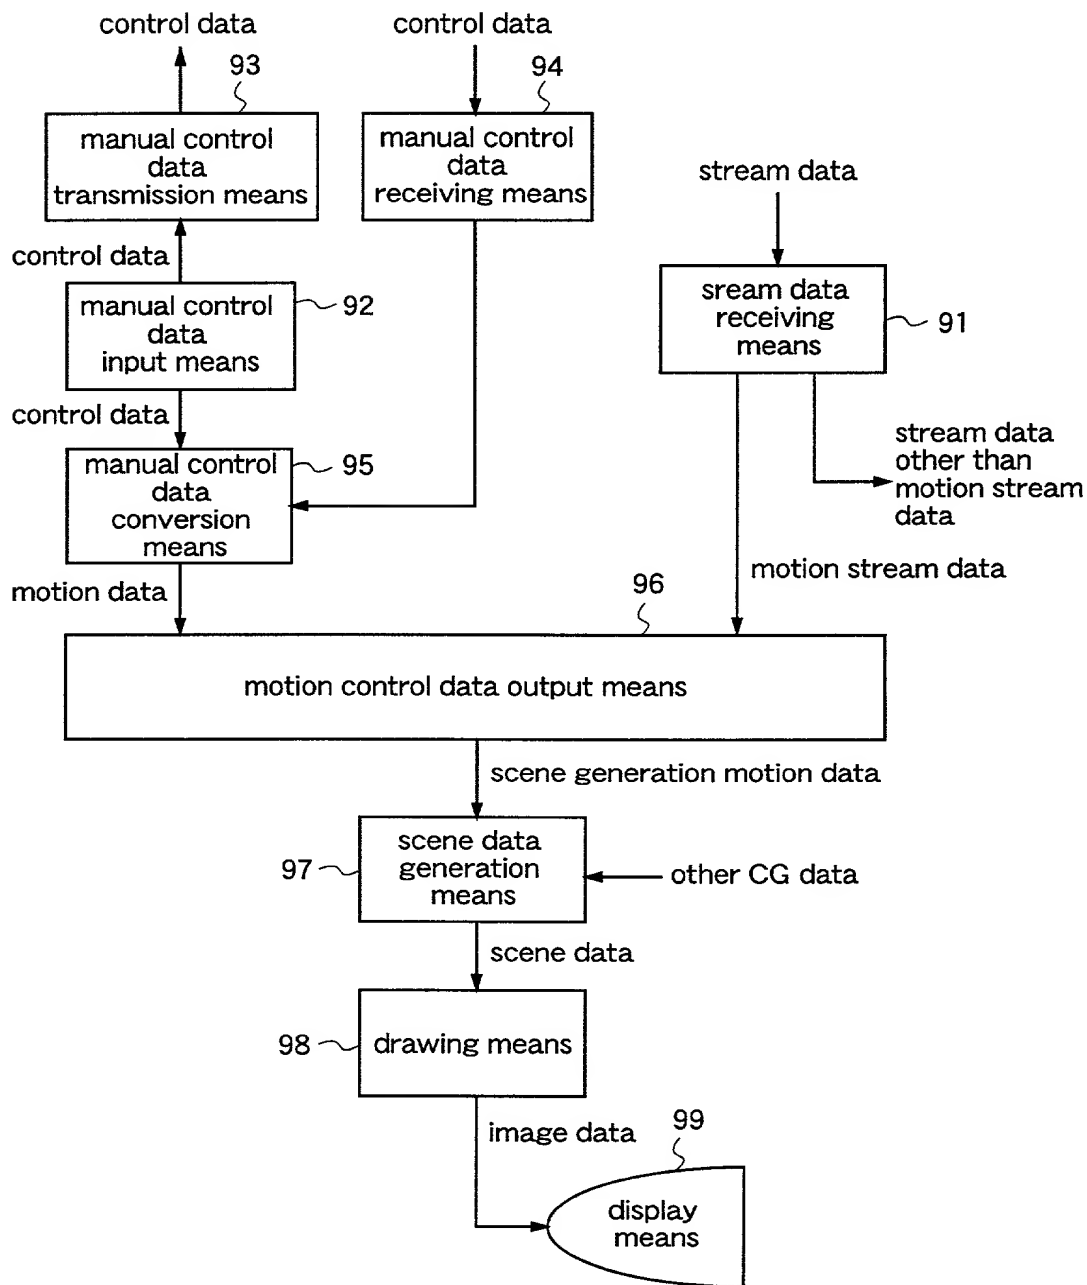 control data
control data
93
94
manual control
data
transmission means
manual control
data
receiving means
stream data
control data
manual control
data
input means
92
sream data
receiving
means
91
control data
manual control
data
conversion
means
95
stream data
other than
motion stream
data
motion data
motion stream data
96
motion control data output means
scene generation motion data
scene data
generation
means
97
other CG data
scene data
98
drawing means
image data
99
display
means